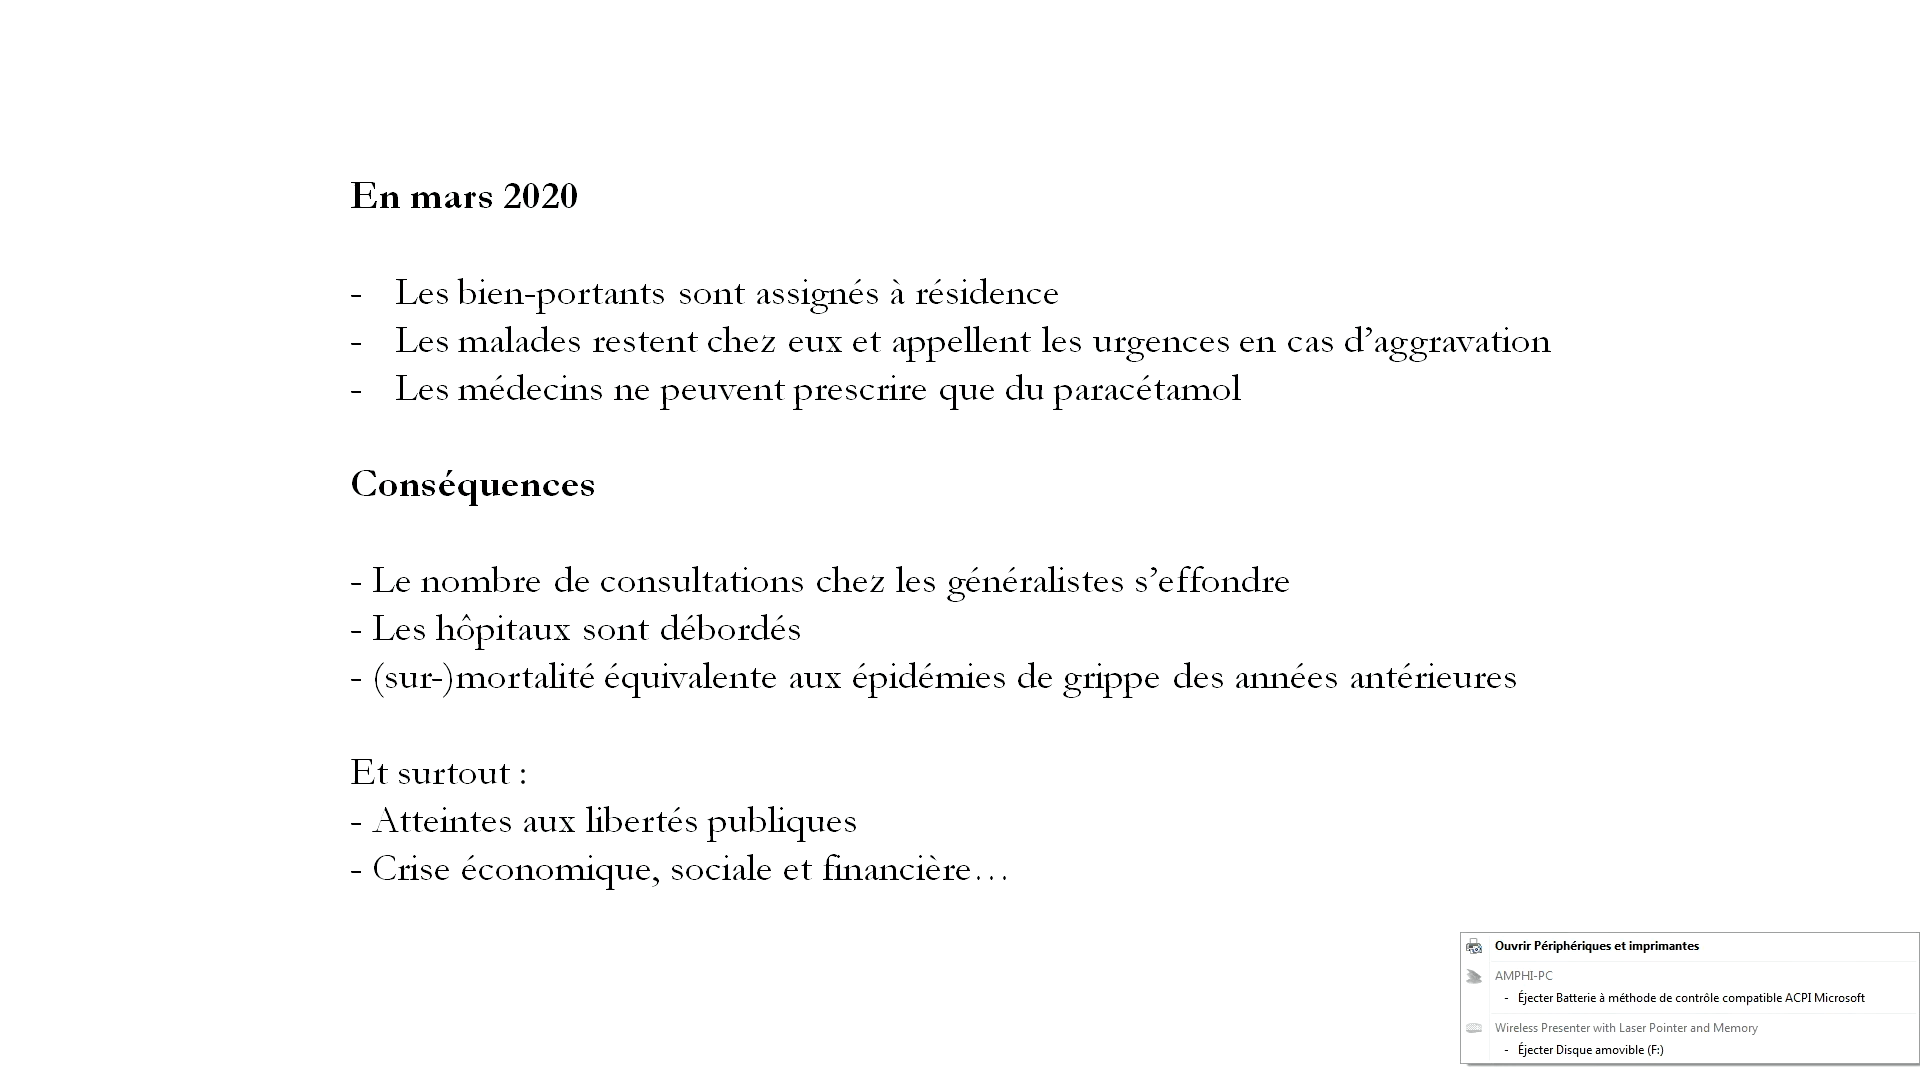 En mars 2020
- Les bien-portants sont assignés à résidence
- Les malades restent chez eux et appellent les urgences en cas d’aggravation
- Les médecins ne peuvent prescrire que du paracétamol
Conséquences
- Le nombre de consultations chez les généralistes s’effondre
- Les hôpitaux sont débordés
- (sur-)mortalité équivalente aux épidémies de grippe des années antérieures
Et surtout :
- Atteintes aux libertés publiques
- Crise économique, sociale et financière…
Ouvrir Périphériques et imprimantes
AMPHI-PC
- Éjecter Batterie à méthode de contrôle compatible ACPI Microsoft
Wireless Presenter with Laser Pointer and Memory
- Éjecter Disque amovible (F:)